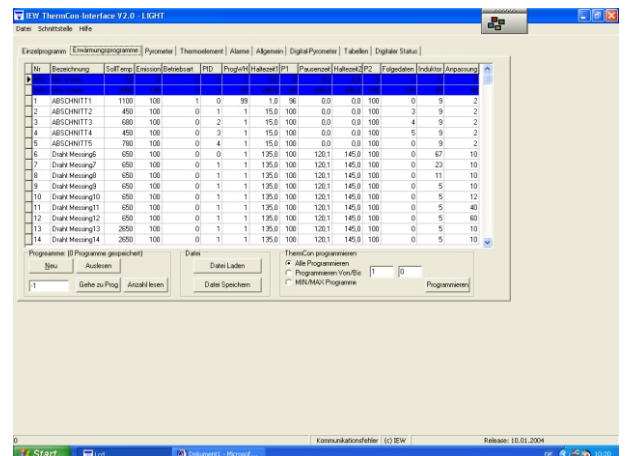 IEW ThermCon-Interface V2.0 - LIGHT
Datei Schnittstelle Hilfe
Einzelprogramm Erwärmungsprogramme Pyrometer Thermoelement Alarme Allgemein Digital-Pyrometer Tabellen Digitaler Status
Nr Bezeichnung SollTemp Emission Betriebsart PID ProgWH Haltezeit1 P1 Pausenzeit Haltezeit2 P2 Folgedaten Induktor Anpassung
1 ABSCHNITT1 1100 100 1 0 99 1,0 96 0,0 0,0 100 0 9 2
2 ABSCHNITT2 450 100 0 1 1 15,0 100 0,0 0,0 100 3 9 2
3 ABSCHNITT3 680 100 0 2 1 15,0 100 0,0 0,0 100 4 9 2
4 ABSCHNITT4 450 100 0 3 1 15,0 100 0,0 0,0 100 5 9 2
5 ABSCHNITT5 780 100 0 4 1 15,0 100 0,0 0,0 100 0 9 2
6 Draht Messing6 650 100 0 0 1 135,0 100 120,1 145,0 100 0 67 10
7 Draht Messing7 650 100 0 1 1 135,0 100 120,1 145,0 100 0 23 10
8 Draht Messing8 650 100 0 1 1 135,0 100 120,1 145,0 100 0 11 10
9 Draht Messing9 650 100 0 1 1 135,0 100 120,1 145,0 100 0 5 10
10 Draht Messing10 650 100 0 1 1 135,0 100 120,1 145,0 100 0 5 12
11 Draht Messing11 650 100 0 1 1 135,0 100 120,1 145,0 100 0 5 40
12 Draht Messing12 650 100 0 1 1 135,0 100 120,1 145,0 100 0 5 60
13 Draht Messing13 2650 100 0 1 1 135,0 100 120,1 145,0 100 0 5 10
14 Draht Messing14 2650 100 0 1 1 135,0 100 120,1 145,0 100 0 5 10
Programme: (0 Programme gespeichert) Datei ThermCon programmieren
Neu Auslesen Datei Laden Alle Programmieren
Programmieren Von/Bis 1 0
-1 Gehe zu Prog Anzahl lesen Datei Speichern MIN/MAX Programme Programmieren
0 Kommunikationsfehler (c) IEW Release: 10.01.2004
Start Dokument1 - Microsof... DE 10:20